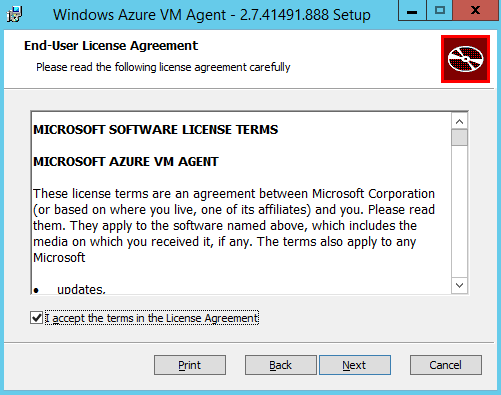 Windows Azure VM Agent - 2.7.41491.888 Setup
End-User License Agreement
Please read the following license agreement carefully
MICROSOFT SOFTWARE LICENSE TERMS
MICROSOFT AZURE VM AGENT
These license terms are an agreement between Microsoft Corporation
(or based on where you live, one of its affiliates) and you. Please read
them. They apply to the software named above, which includes the
media on which you received it, if any. The terms also apply to any
Microsoft
• updates,
I accept the terms in the License Agreement
Print
Back
Next
Cancel